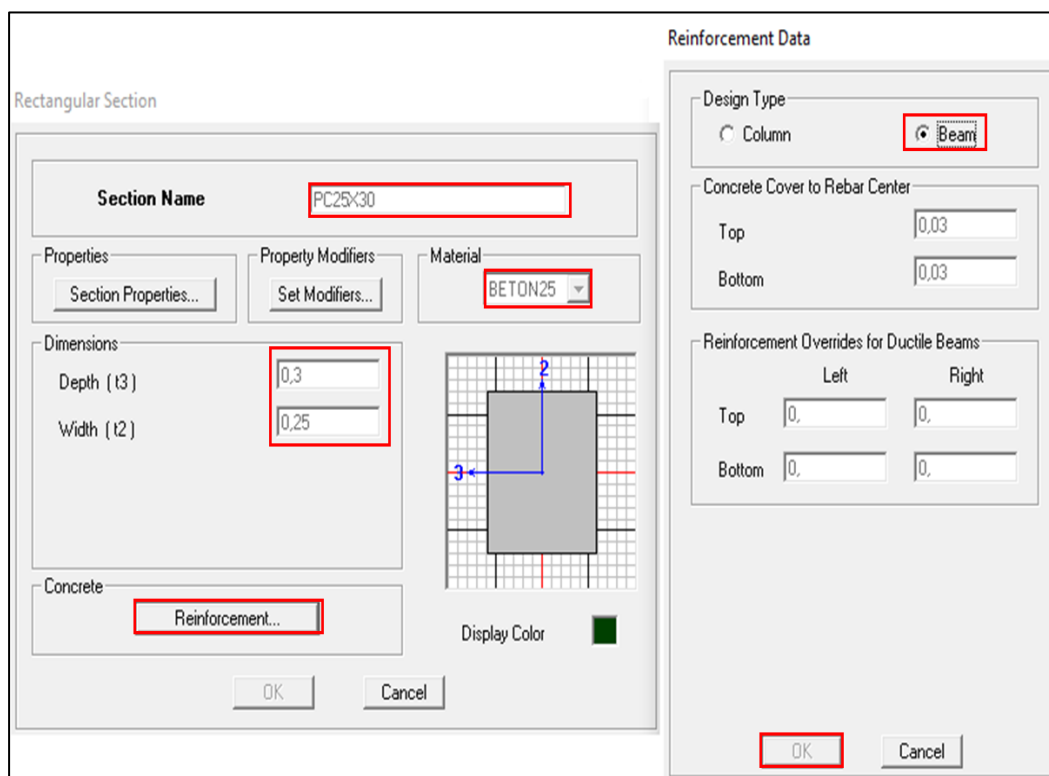 Rectangular Section
Section Name PC25X30
Properties
Section Properties...
Property Modifiers
Set Modifiers...
Material
BETON25
Dimensions
Depth ( t3 ) 0,3
Width ( t2 ) 0,25
2
3
Concrete
Reinforcement...
Display Color
OK Cancel
Reinforcement Data
Design Type
Column Beam
Concrete Cover to Rebar Center
Top 0,03
Bottom 0,03
Reinforcement Overrides for Ductile Beams
Left Right
Top 0, 0,
Bottom 0, 0,
OK Cancel